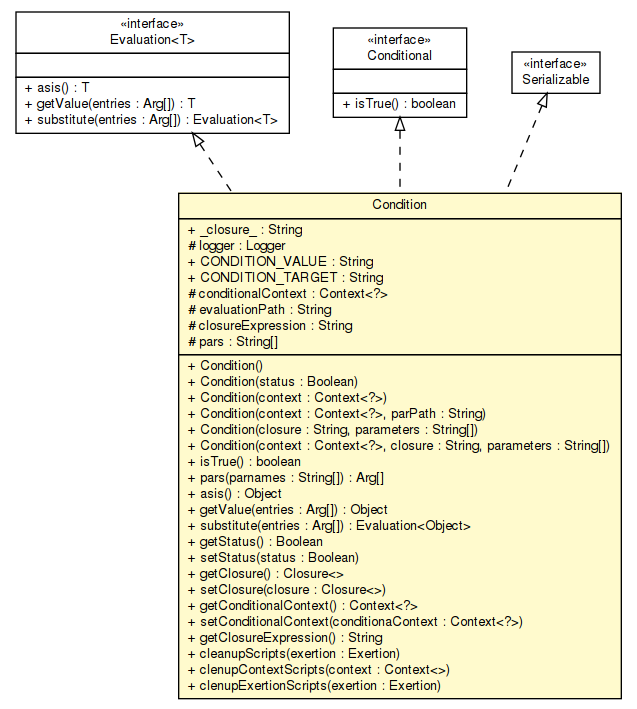 «interface»
Evaluation<T>
+ asis() : T
+ getValue(entries : Arg[]) : T
+ substitute(entries : Arg[]) : Evaluation<T>
«interface»
Conditional
+ isTrue() : boolean
«interface»
Serializable
Condition
+ _closure_ : String
# logger : Logger
+ CONDITION_VALUE : String
+ CONDITION_TARGET : String
# conditionalContext : Context<?>
# evaluationPath : String
# closureExpression : String
# pars : String[]
+ Condition()
+ Condition(status : Boolean)
+ Condition(context : Context<?>)
+ Condition(context : Context<?>, parPath : String)
+ Condition(closure : String, parameters : String[])
+ Condition(context : Context<?>, closure : String, parameters : String[])
+ isTrue() : boolean
+ pars(parnames : String[]) : Arg[]
+ asis() : Object
+ getValue(entries : Arg[]) : Object
+ substitute(entries : Arg[]) : Evaluation<Object>
+ getStatus() : Boolean
+ setStatus(status : Boolean)
+ getClosure() : Closure<>
+ setClosure(closure : Closure<>)
+ getConditionalContext() : Context<?>
+ setConditionalContext(conditionaContext : Context<?>)
+ getClosureExpression() : String
+ cleanupScripts(exertion : Exertion)
+ clenupContextScripts(context : Context<>)
+ clenupExertionScripts(exertion : Exertion)